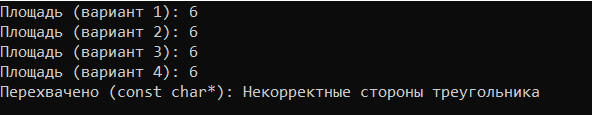 Площадь (вариант 1): 6
Площадь (вариант 2): 6
Площадь (вариант 3): 6
Площадь (вариант 4): 6
Перехвачено (const char*): Некорректные стороны треугольника